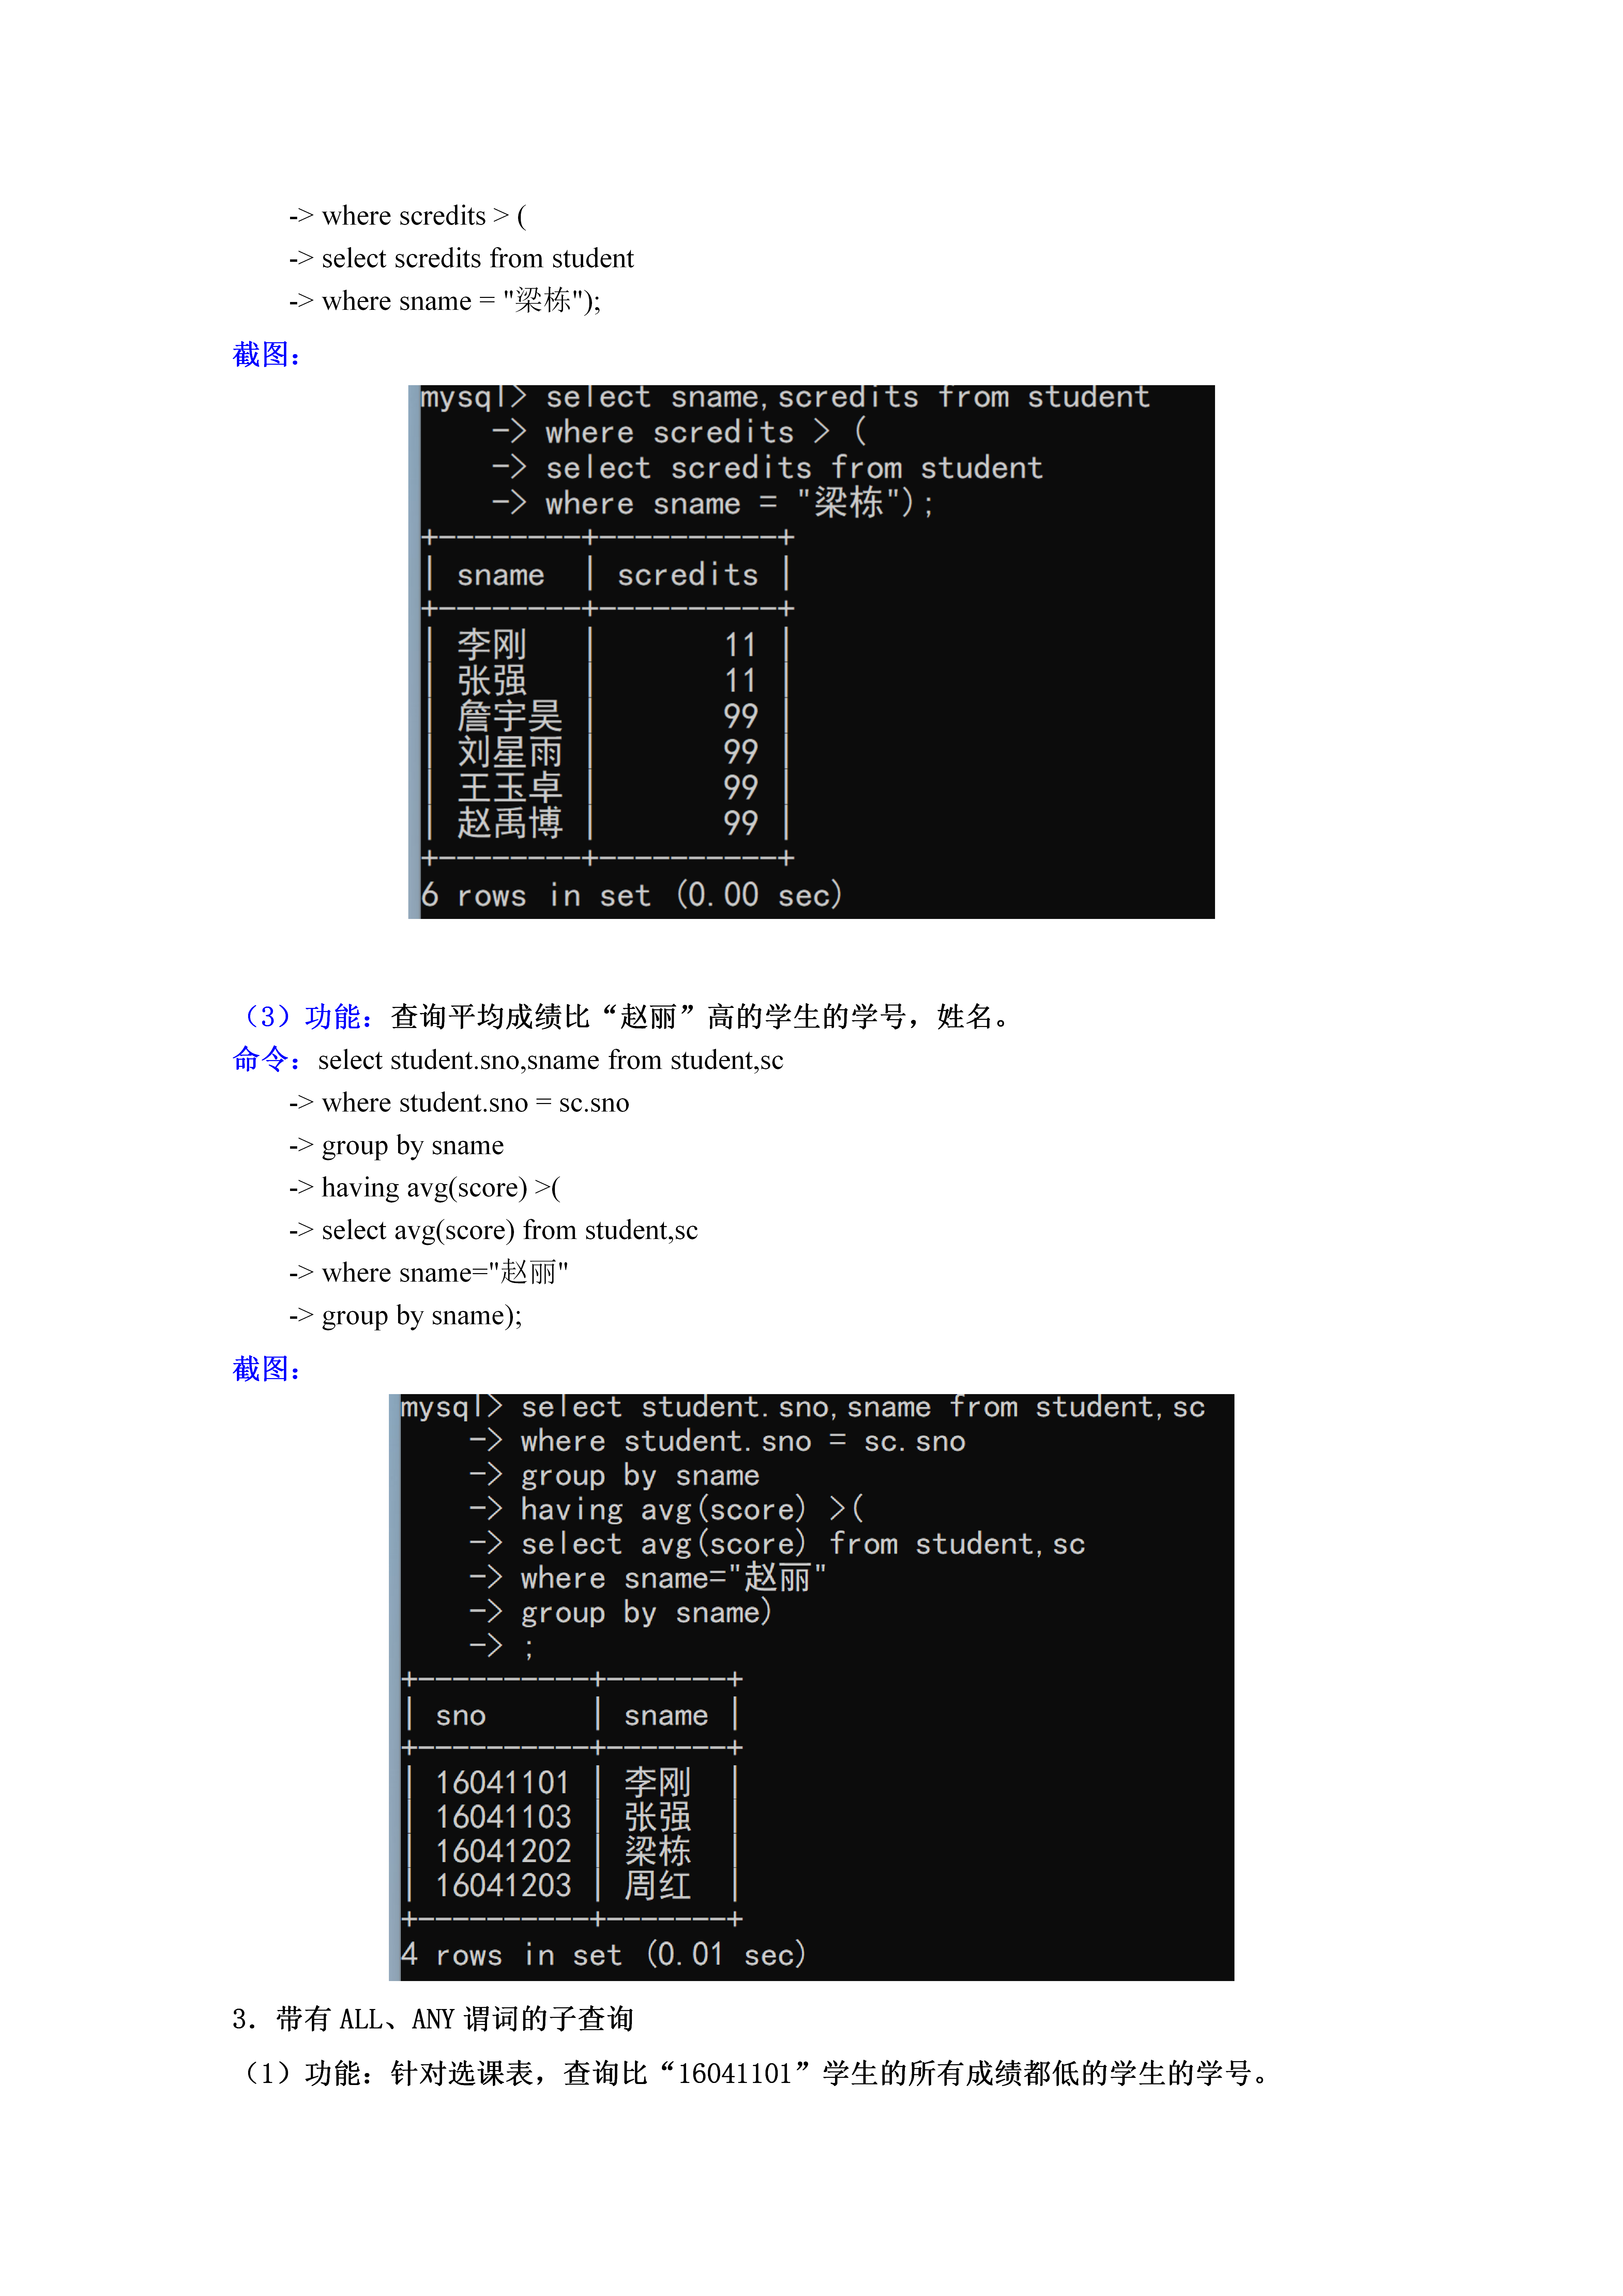 -> where scredits > (
-> select scredits from student
-> where sname = "梁栋");
截图：
mysql> select sname,scredits from student
-> where scredits > (
-> select scredits from student
-> where sname = "梁栋");
+--------+----------+
| sname  | scredits |
+--------+----------+
| 李刚   |       11 |
| 张强   |       11 |
| 詹宇昊 |       99 |
| 刘星雨 |       99 |
| 王玉卓 |       99 |
| 赵禹博 |       99 |
+--------+----------+
6 rows in set (0.00 sec)
（3）功能：查询平均成绩比“赵丽”高的学生的学号，姓名。
命令：select student.sno,sname from student,sc
-> where student.sno = sc.sno
-> group by sname
-> having avg(score) >(
-> select avg(score) from student,sc
-> where sname="赵丽"
-> group by sname);
截图：
mysql> select student.sno,sname from student,sc
-> where student.sno = sc.sno
-> group by sname
-> having avg(score) >(
-> select avg(score) from student,sc
-> where sname="赵丽"
-> group by sname)
-> ;
+----------+-------+
| sno      | sname |
+----------+-------+
| 16041101 | 李刚  |
| 16041103 | 张强  |
| 16041202 | 梁栋  |
| 16041203 | 周红  |
+----------+-------+
4 rows in set (0.01 sec)
3．带有 ALL、ANY 谓词的子查询
（1）功能：针对选课表，查询比“16041101”学生的所有成绩都低的学生的学号。